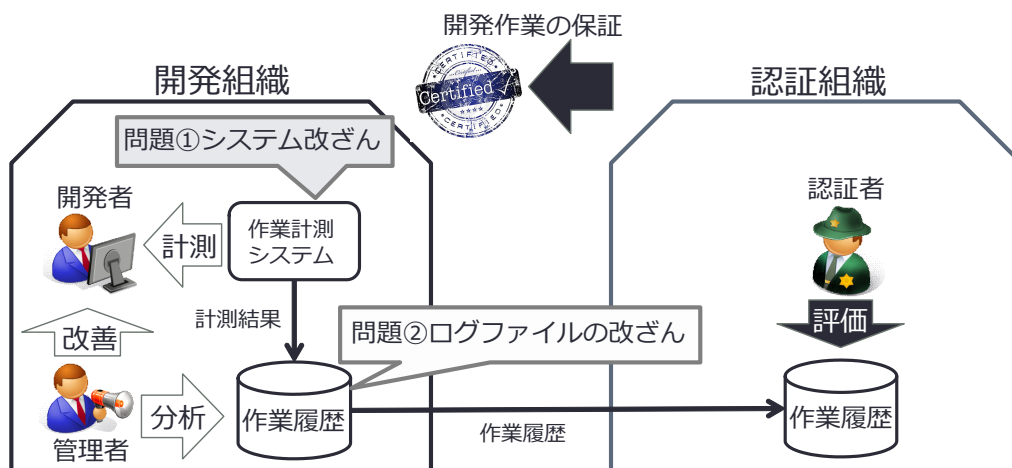 開発作業の保証
開発組織
認証組織
CERTIFIED
Certified
CERTIFIED
問題①システム改ざん
開発者
認証者
計測
作業計測
システム
計測結果
問題②ログファイルの改ざん
評価
改善
分析
作業履歴
作業履歴
作業履歴
管理者